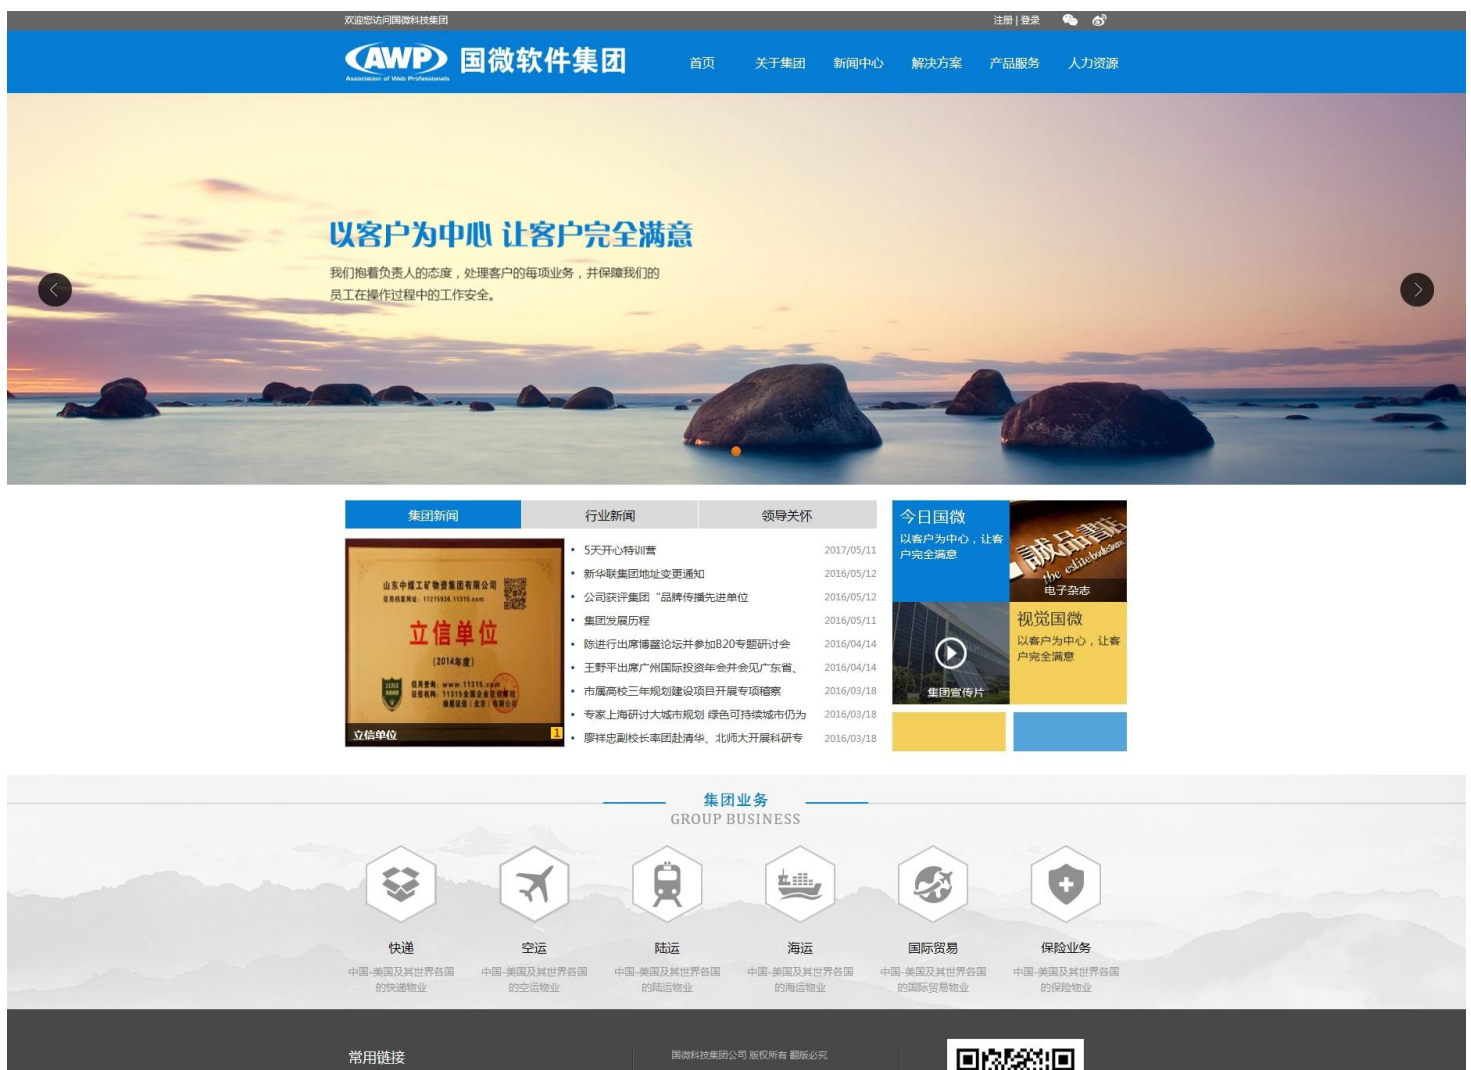 欢迎您访问国微科技集团
注册 | 登录
AWP
Association of Web Professionals
国微软件集团
首页
关于集团
新闻中心
解决方案
产品服务
人力资源
以客户为中心 让客户完全满意
我们抱着负责人的态度，处理客户的每项业务，并保障我们的
员工在操作过程中的工作安全。
集团新闻
行业新闻
领导关怀
山东中煤工矿物资集团有限公司
立信单位
(2014年度)
立信单位
1
5天开心特训营 2017/05/11
新华联集团地址变更通知 2016/05/12
公司获评集团“品牌传播先进单位 2016/05/12
集团发展历程 2016/05/11
陈进行出席博鳌论坛并参加B20专题研讨会 2016/04/14
王野平出席广州国际投资年会并会见广东省、 2016/04/14
市属高校三年规划建设项目开展专项稽察 2016/03/18
专家上海研讨大城市规划 绿色可持续城市仍为 2016/03/18
廖祥忠副校长率团赴清华、北师大开展科研专 2016/03/18
今日国微
以客户为中心，让客
户完全满意
誠品書店
the eslite bookstore
电子杂志
集团宣传片
视觉国微
以客户为中心，让客
户完全满意
集团业务
GROUP BUSINESS
快递
中国-美国及其世界各国
的快递物业
空运
中国-美国及其世界各国
的空运物业
陆运
中国-美国及其世界各国
的陆运物业
海运
中国-美国及其世界各国
的海运物业
国际贸易
中国-美国及其世界各国
的国际贸易物业
保险业务
中国-美国及其世界各国
的保险物业
常用链接
国微科技集团公司 版权所有 翻版必究